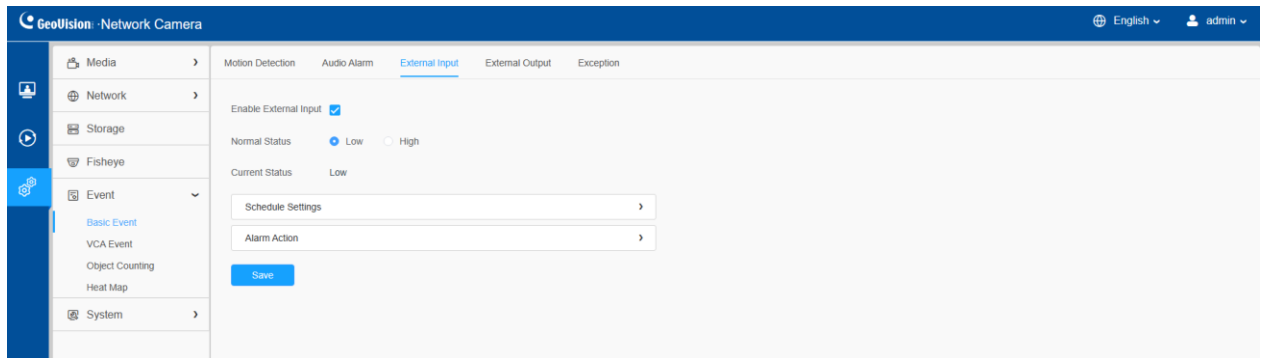 GeoVision Network Camera
English
admin
Media
Network
Storage
Fisheye
Event
Basic Event
VCA Event
Object Counting
Heat Map
System
Motion Detection Audio Alarm External Input External Output Exception
Enable External Input
Normal Status Low High
Current Status Low
Schedule Settings
Alarm Action
Save